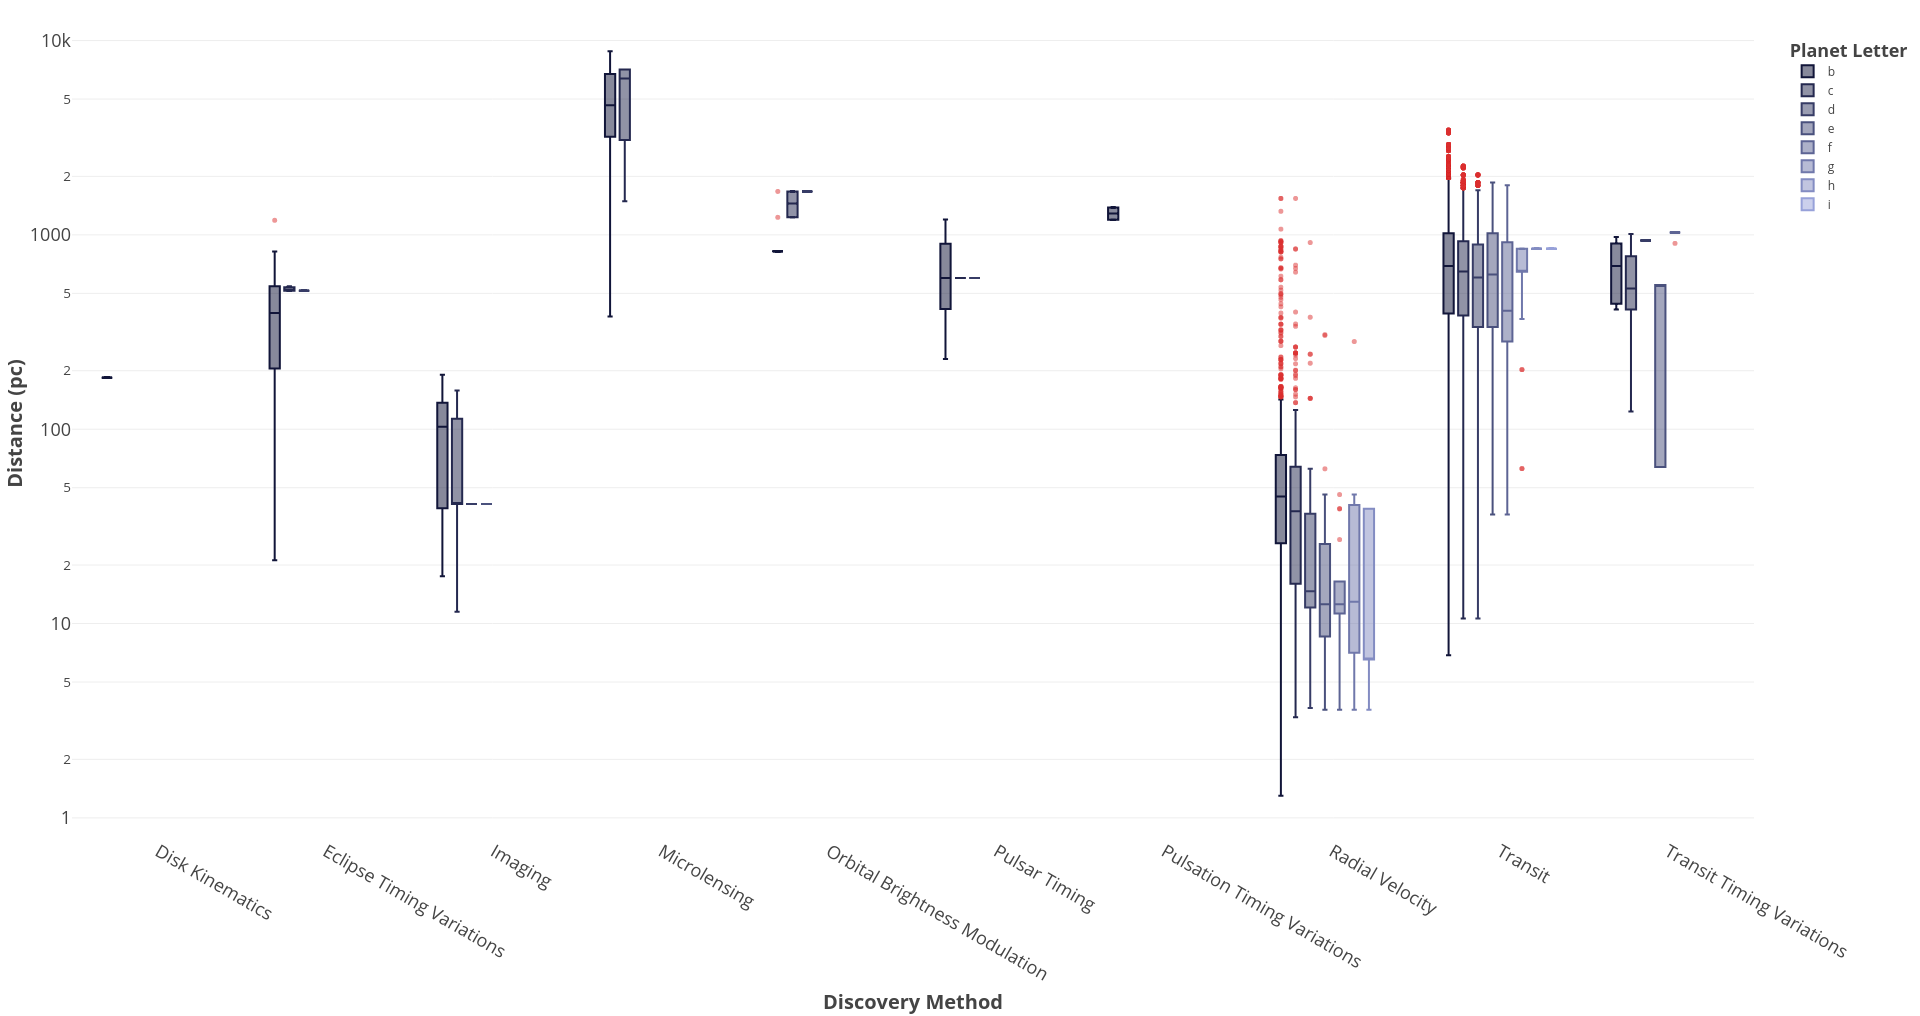 Planet Letter
b
c
d
e
f
g
h
i
10k
5
2
1000
5
2
100
5
2
10
5
2
1
Distance (pc)
Disk Kinematics
Eclipse Timing Variations
Imaging
Microlensing
Orbital Brightness Modulation
Pulsar Timing
Pulsation Timing Variations
Radial Velocity
Transit
Transit Timing Variations
Discovery Method